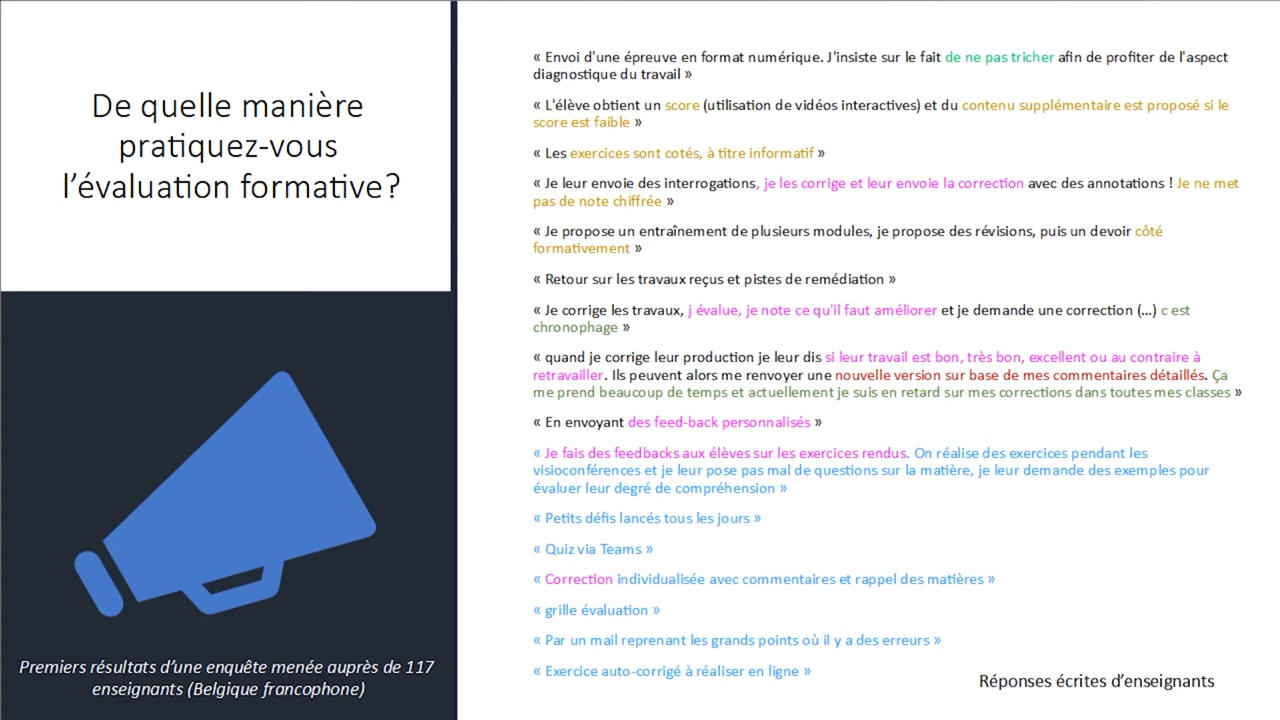 De quelle manière
pratiquez-vous
l’évaluation formative?
Premiers résultats d’une enquête menée auprès de 117
enseignants (Belgique francophone)
« Envoi d'une épreuve en format numérique. J'insiste sur le fait de ne pas tricher afin de profiter de l'aspect
diagnostique du travail »
« L'élève obtient un score (utilisation de vidéos interactives) et du contenu supplémentaire est proposé si le
score est faible »
« Les exercices sont cotés, à titre informatif »
« Je leur envoie des interrogations, je les corrige et leur envoie la correction avec des annotations ! Je ne met
pas de note chiffrée »
« Je propose un entraînement de plusieurs modules, je propose des révisions, puis un devoir côté
formativement »
« Retour sur les travaux reçus et pistes de remédiation »
« Je corrige les travaux, j évalue, je note ce qu'il faut améliorer et je demande une correction (…) c est
chronophage »
« quand je corrige leur production je leur dis si leur travail est bon, très bon, excellent ou au contraire à
retravailler. Ils peuvent alors me renvoyer une nouvelle version sur base de mes commentaires détaillés. Ça
me prend beaucoup de temps et actuellement je suis en retard sur mes corrections dans toutes mes classes »
« En envoyant des feed-back personnalisés »
« Je fais des feedbacks aux élèves sur les exercices rendus. On réalise des exercices pendant les
visioconférences et je leur pose pas mal de questions sur la matière, je leur demande des exemples pour
évaluer leur degré de compréhension »
« Petits défis lancés tous les jours »
« Quiz via Teams »
« Correction individualisée avec commentaires et rappel des matières »
« grille évaluation »
« Par un mail reprenant les grands points où il y a des erreurs »
« Exercice auto-corrigé à réaliser en ligne »
Réponses écrites d’enseignants